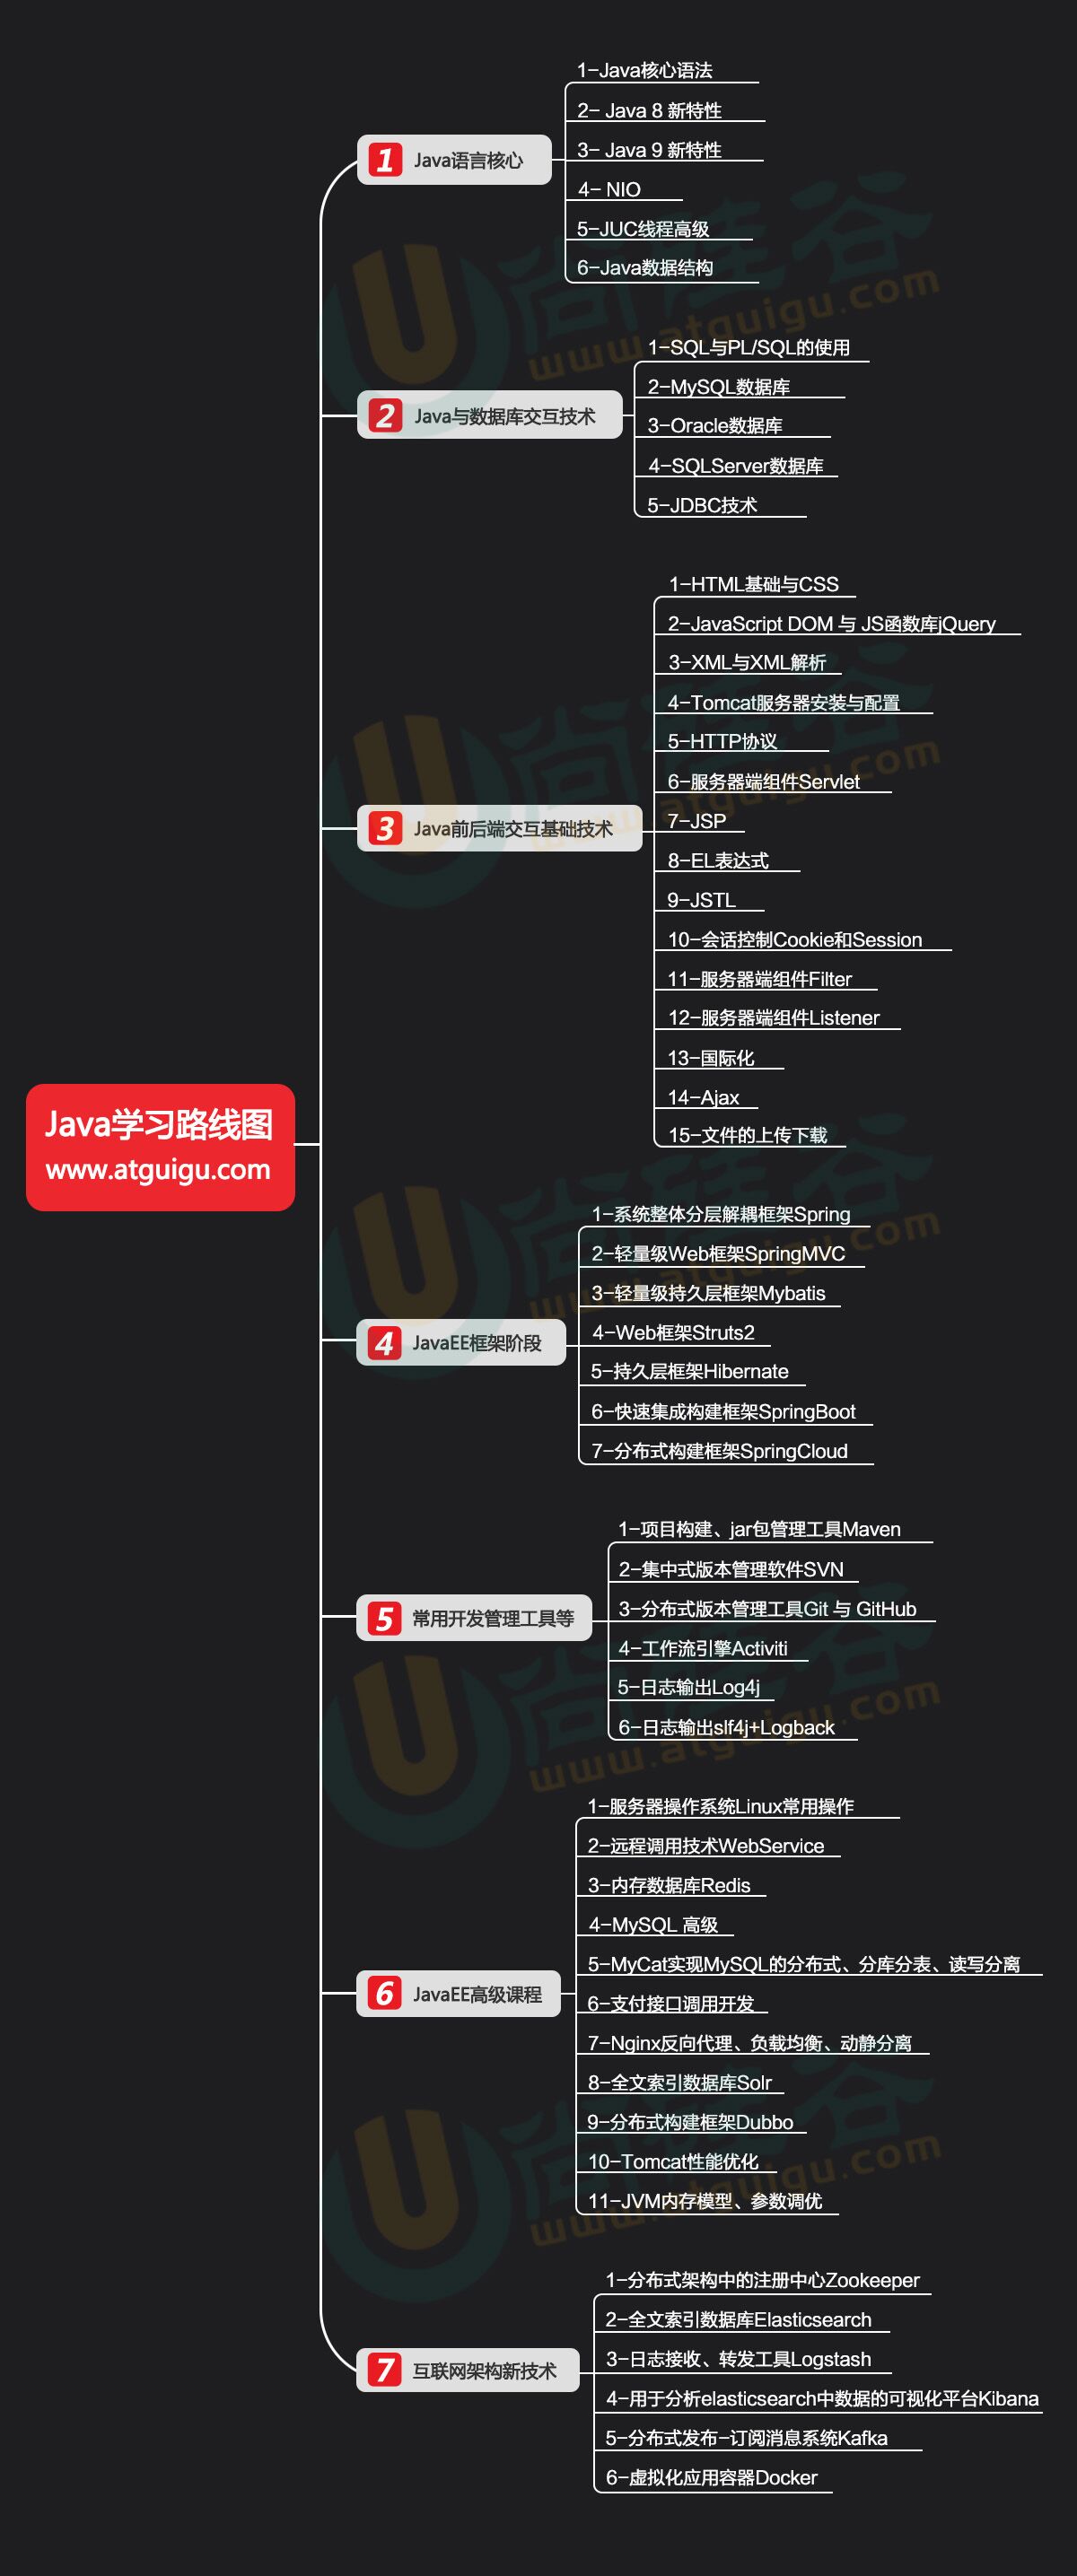 Java学习路线图
www.atguigu.com
1 Java语言核心
1-Java核心语法
2- Java 8 新特性
3- Java 9 新特性
4- NIO
5-JUC线程高级
6-Java数据结构
2 Java与数据库交互技术
1-SQL与PL/SQL的使用
2-MySQL数据库
3-Oracle数据库
4-SQLServer数据库
5-JDBC技术
3 Java前后端交互基础技术
1-HTML基础与CSS
2-JavaScript DOM 与 JS函数库jQuery
3-XML与XML解析
4-Tomcat服务器安装与配置
5-HTTP协议
6-服务器端组件Servlet
7-JSP
8-EL表达式
9-JSTL
10-会话控制Cookie和Session
11-服务器端组件Filter
12-服务器端组件Listener
13-国际化
14-Ajax
15-文件的上传下载
4 JavaEE框架阶段
1-系统整体分层解耦框架Spring
2-轻量级Web框架SpringMVC
3-轻量级持久层框架Mybatis
4-Web框架Struts2
5-持久层框架Hibernate
6-快速集成构建框架SpringBoot
7-分布式构建框架SpringCloud
5 常用开发管理工具等
1-项目构建、jar包管理工具Maven
2-集中式版本管理软件SVN
3-分布式版本管理工具Git 与 GitHub
4-工作流引擎Activiti
5-日志输出Log4j
6-日志输出slf4j+Logback
6 JavaEE高级课程
1-服务器操作系统Linux常用操作
2-远程调用技术WebService
3-内存数据库Redis
4-MySQL 高级
5-MyCat实现MySQL的分布式、分库分表、读写分离
6-支付接口调用开发
7-Nginx反向代理、负载均衡、动静分离
8-全文索引数据库Solr
9-分布式构建框架Dubbo
10-Tomcat性能优化
11-JVM内存模型、参数调优
7 互联网架构新技术
1-分布式架构中的注册中心Zookeeper
2-全文索引数据库Elasticsearch
3-日志接收、转发工具Logstash
4-用于分析elasticsearch中数据的可视化平台Kibana
5-分布式发布-订阅消息系统Kafka
6-虚拟化应用容器Docker
尚硅谷
www.atguigu.com
尚硅谷
www.atguigu.com
尚硅谷
www.atguigu.com
尚硅谷
www.atguigu.com
尚硅谷
www.atguigu.com